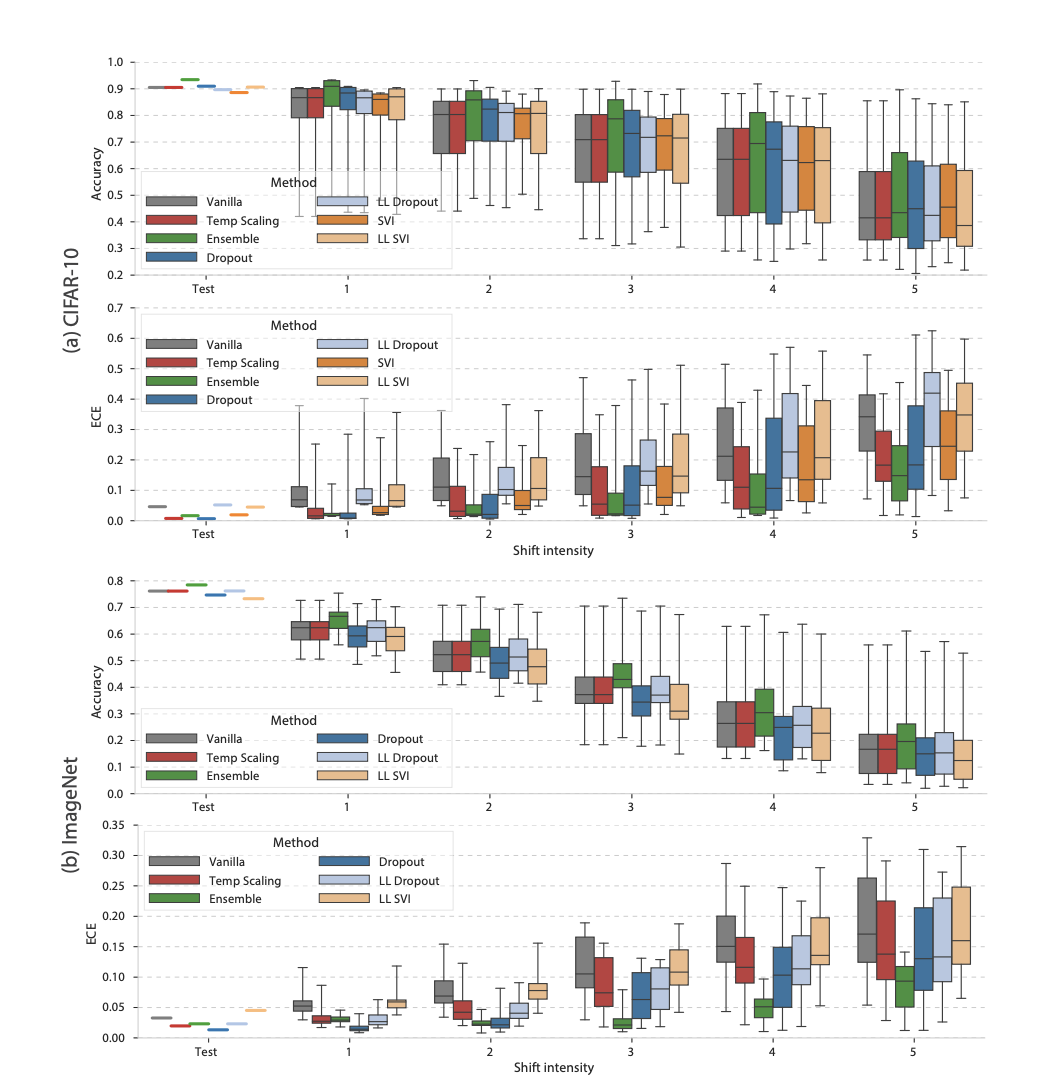 (a) CIFAR-10
Accuracy
1.0
0.9
0.8
0.7
0.6
0.5
0.4
0.3
0.2
Method
Vanilla LL Dropout
Temp Scaling SVI
Ensemble LL SVI
Dropout
Test 1 2 3 4 5
ECE
0.7
0.6
0.5
0.4
0.3
0.2
0.1
0.0
Method
Vanilla LL Dropout
Temp Scaling SVI
Ensemble LL SVI
Dropout
Test 1 2 3 4 5
Shift intensity
(b) ImageNet
Accuracy
0.8
0.7
0.6
0.5
0.4
0.3
0.2
0.1
0.0
Method
Vanilla Dropout
Temp Scaling LL Dropout
Ensemble LL SVI
Test 1 2 3 4 5
ECE
0.35
0.30
0.25
0.20
0.15
0.10
0.05
0.00
Method
Vanilla Dropout
Temp Scaling LL Dropout
Ensemble LL SVI
Test 1 2 3 4 5
Shift intensity